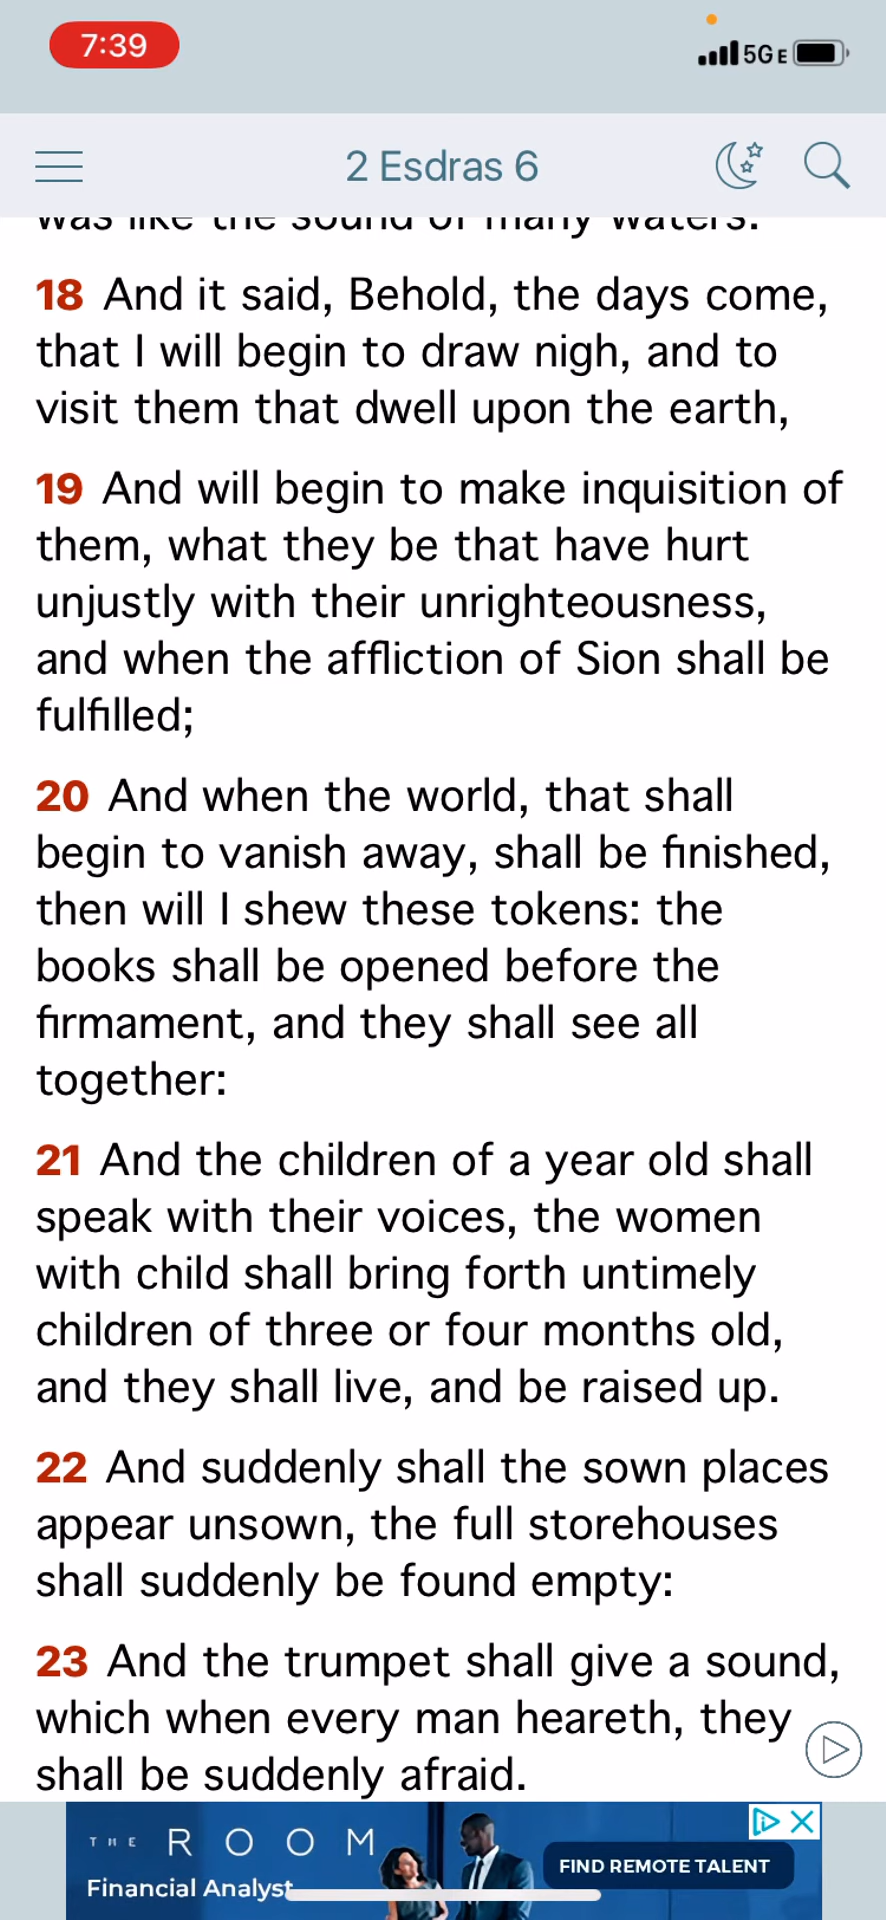 7:39
5GE
2 Esdras 6
was like the sound of many waters.
18 And it said, Behold, the days come,
that I will begin to draw nigh, and to
visit them that dwell upon the earth,
19 And will begin to make inquisition of
them, what they be that have hurt
unjustly with their unrighteousness,
and when the affliction of Sion shall be
fulfilled;
20 And when the world, that shall
begin to vanish away, shall be finished,
then will I shew these tokens: the
books shall be opened before the
firmament, and they shall see all
together:
21 And the children of a year old shall
speak with their voices, the women
with child shall bring forth untimely
children of three or four months old,
and they shall live, and be raised up.
22 And suddenly shall the sown places
appear unsown, the full storehouses
shall suddenly be found empty:
23 And the trumpet shall give a sound,
which when every man heareth, they
shall be suddenly afraid.
THE ROOM
Financial Analyst
FIND REMOTE TALENT